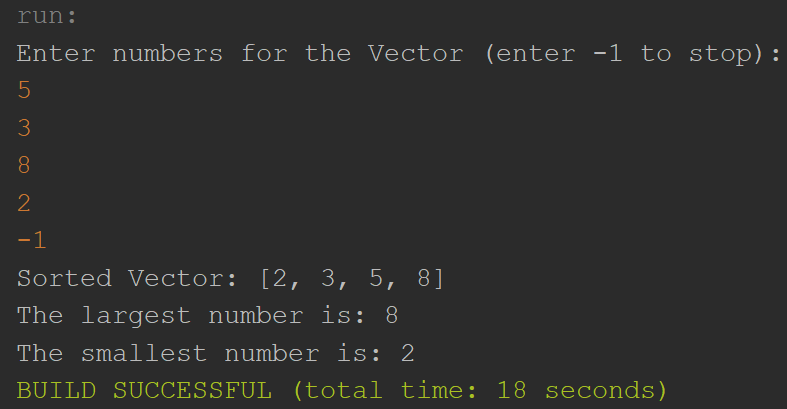 run:
Enter numbers for the Vector (enter -1 to stop):
5
3
8
2
-1
Sorted Vector: [2, 3, 5, 8]
The largest number is: 8
The smallest number is: 2
BUILD SUCCESSFUL (total time: 18 seconds)